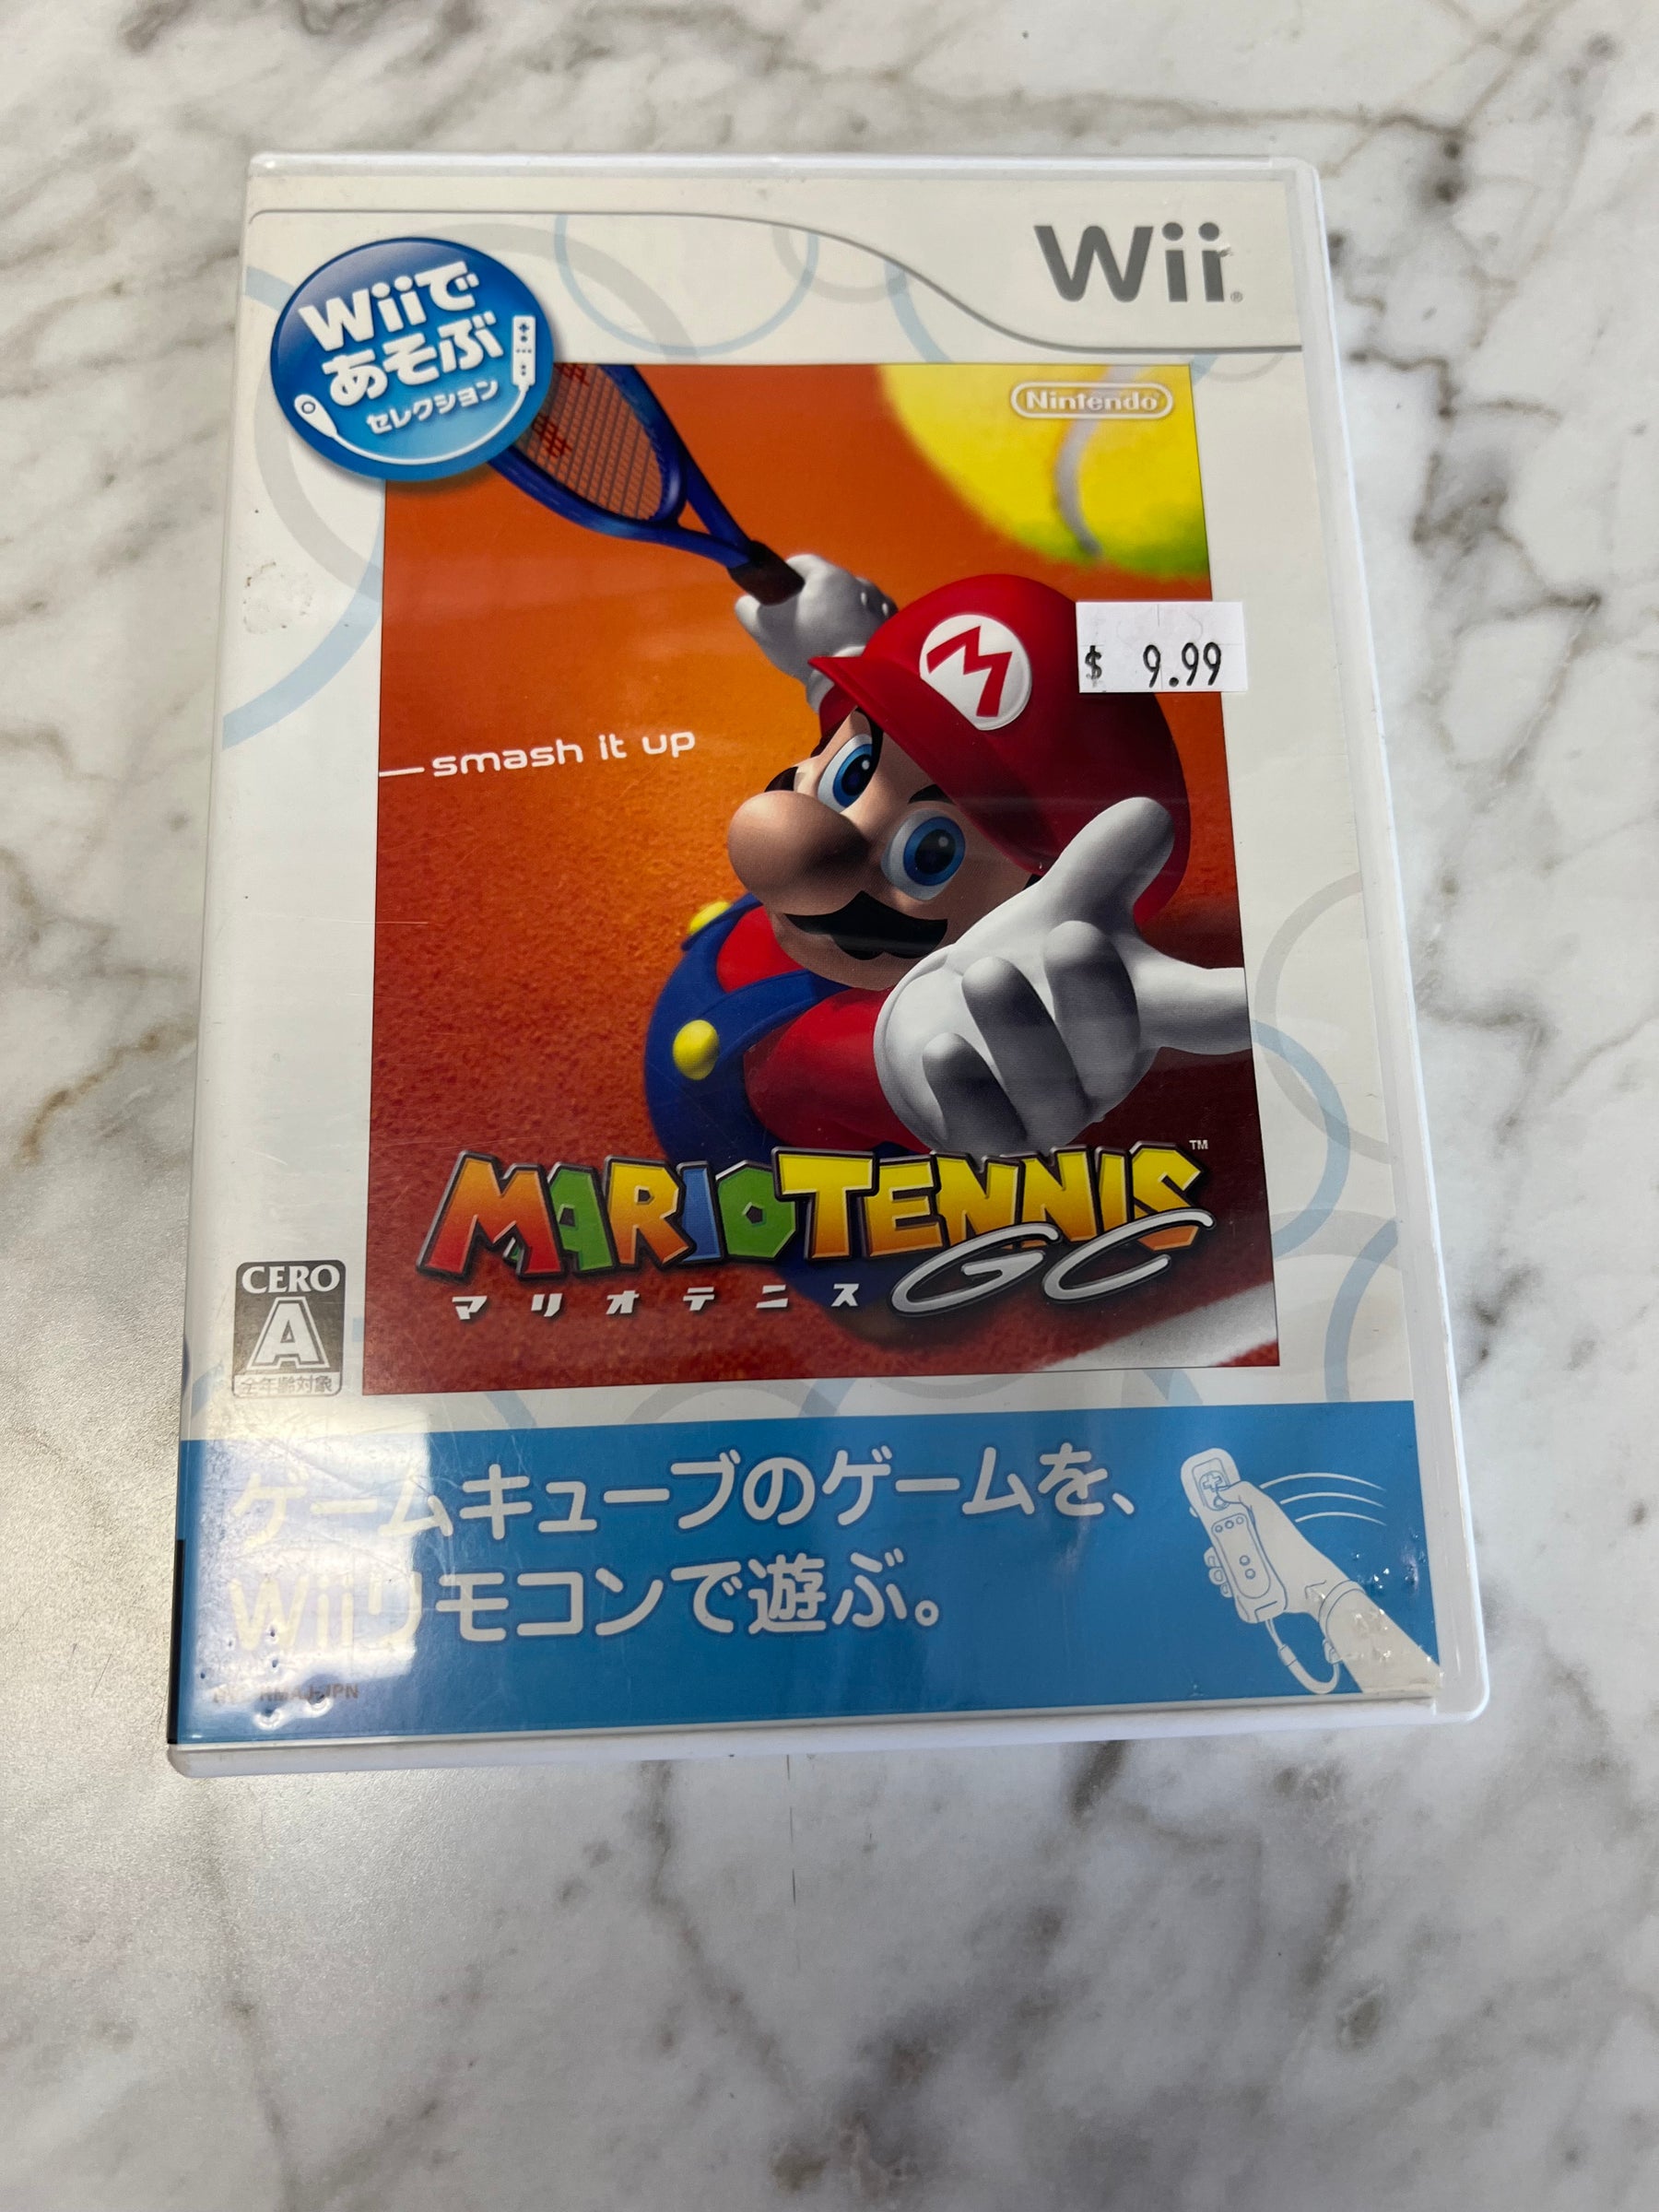 Wii
Wiiで
あそぶ
セレクション
Nintendo
M
$ 9.99
smash it up
MARIO TENNIS™
GC
マリオテニス
CERO
A
全年齢対象
ゲームキューブのゲームを、
Wiiリモコンで遊ぶ。